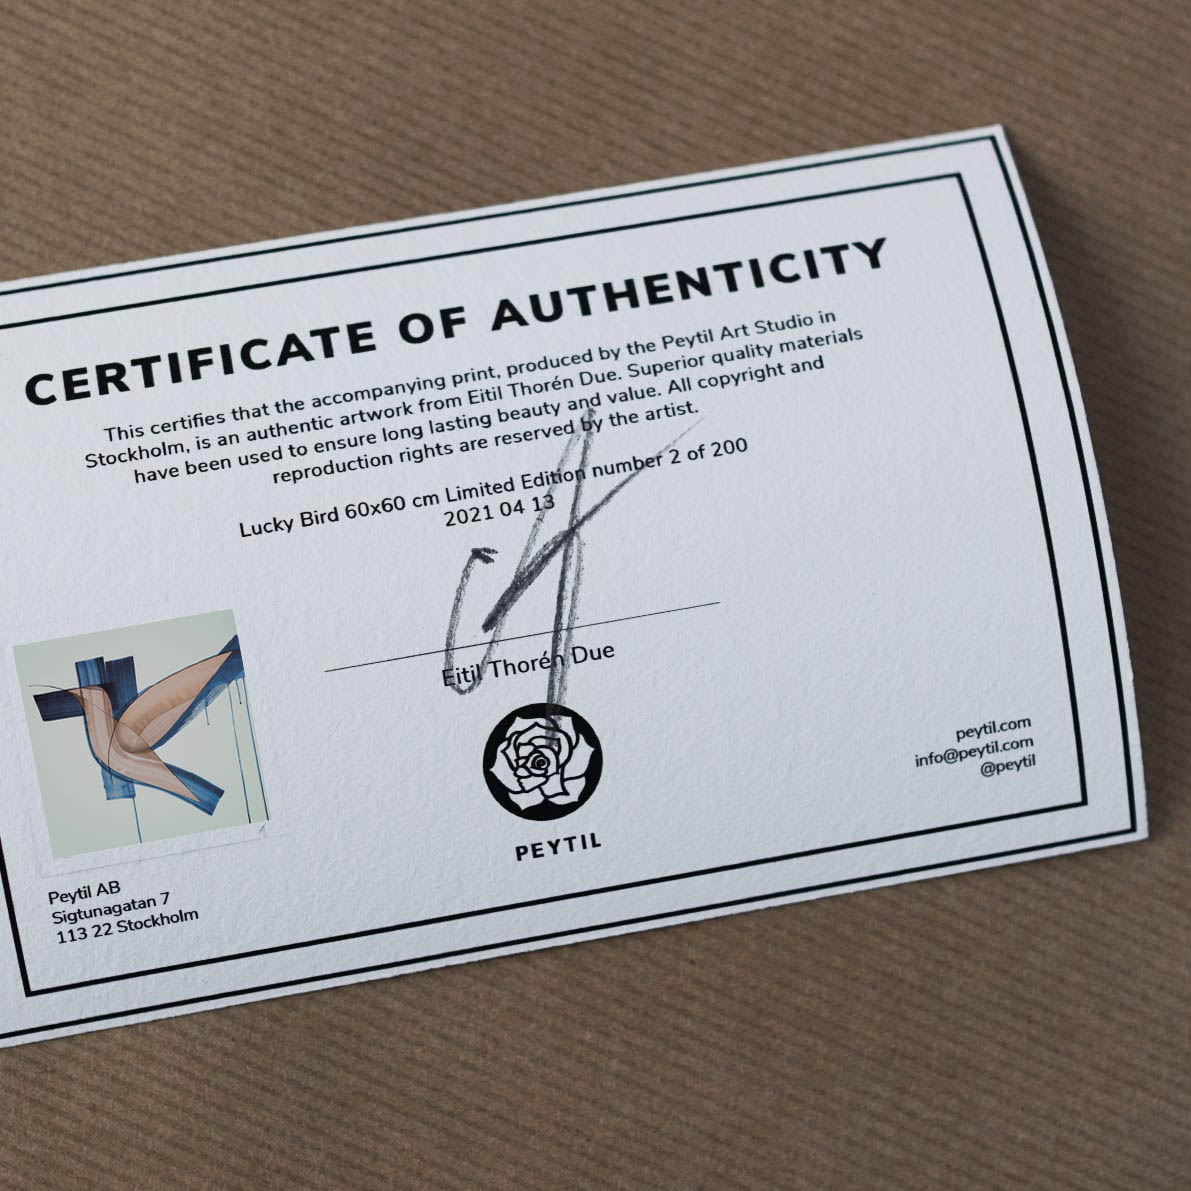 CERTIFICATE OF AUTHENTICITY
This certifies that the accompanying print, produced by the Peytil Art Studio in
Stockholm, is an authentic artwork from Eitil Thorén Due. Superior quality materials
have been used to ensure long lasting beauty and value. All copyright and
reproduction rights are reserved by the artist.
Lucky Bird 60x60 cm Limited Edition number 2 of 200
2021 04 13
Eitil Thorén Due
PEYTIL
peytil.com
info@peytil.com
@peytil
Peytil AB
Sigtunagatan 7
113 22 Stockholm